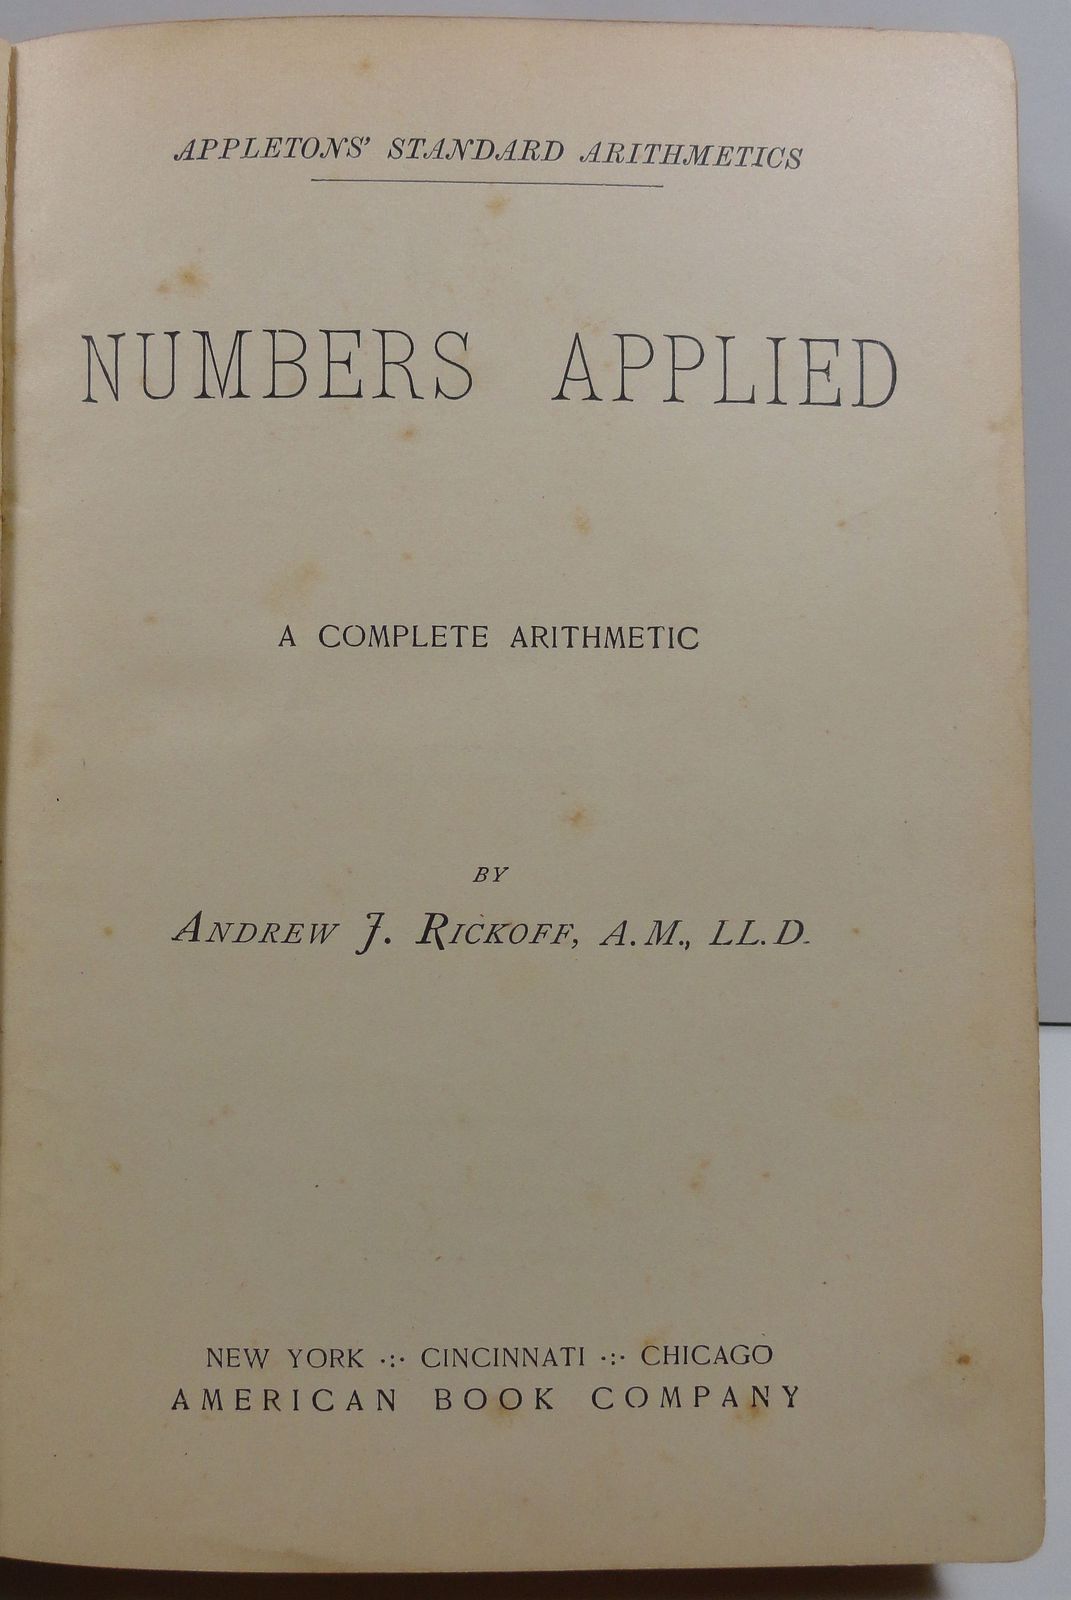 APPLETONS' STANDARD ARITHMETICS
NUMBERS APPLIED
A COMPLETE ARITHMETIC
BY
ANDREW J. RICKOFF, A.M., LL.D.
NEW YORK ·:· CINCINNATI ·:· CHICAGO
AMERICAN BOOK COMPANY